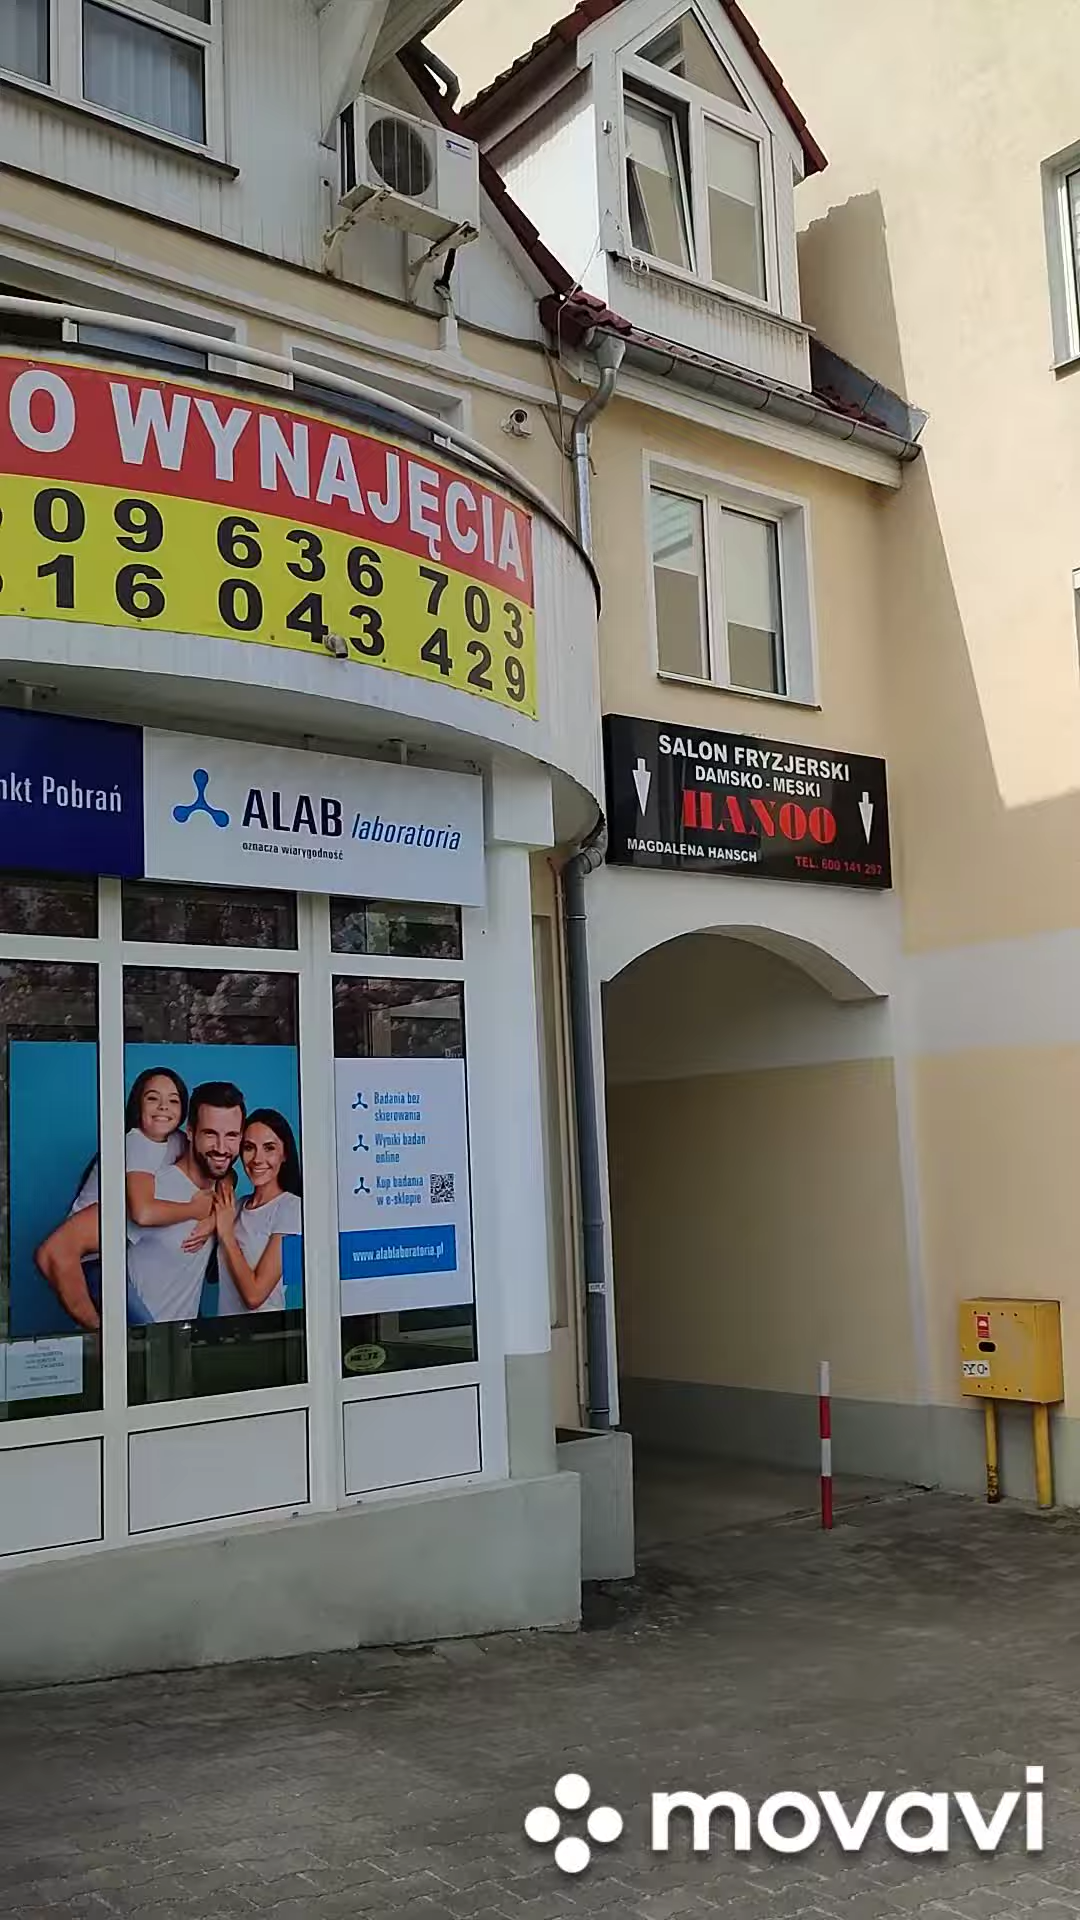 O WYNAJĘCIA
09 636 703
16 043 429
nkt Pobrań
ALAB laboratoria
oznacza wiarygodność
SALON FRYZJERSKI
DAMSKO - MĘSKI
HANOO
MAGDALENA HANSCH
TEL. 600 141 297
Badania bez
skierowania
Wyniki badań
online
Kup badania
w e-sklepie
www.alablaboratoria.pl
movavi